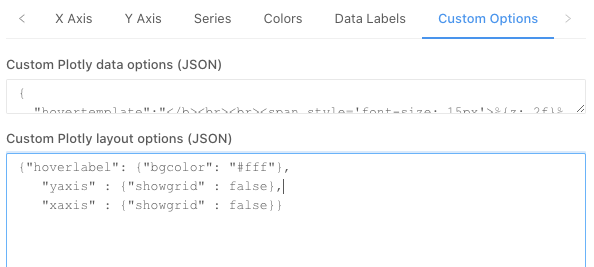 < X Axis Y Axis Series Colors Data Labels Custom Options >
Custom Plotly data options (JSON)
{
"hovertemplate":"</b><br><br><span style='font-size: 15px'>%{z:.2f}%
Custom Plotly layout options (JSON)
{"hoverlabel": {"bgcolor": "#fff"},
"yaxis" : {"showgrid" : false},
"xaxis" : {"showgrid" : false}}